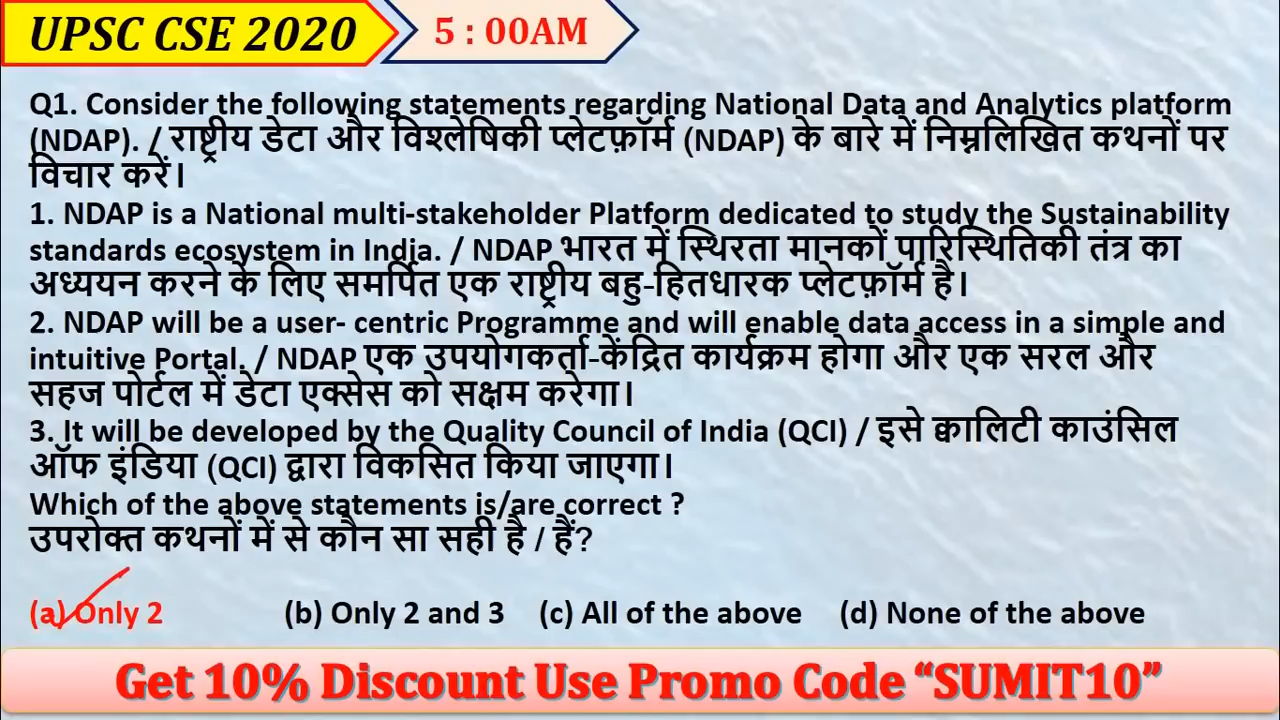 UPSC CSE 2020
5 : 00AM
Q1. Consider the following statements regarding National Data and Analytics platform
(NDAP). / राष्ट्रीय डेटा और विश्लेषिकी प्लेटफ़ॉर्म (NDAP) के बारे में निम्नलिखित कथनों पर
विचार करें।
1. NDAP is a National multi-stakeholder Platform dedicated to study the Sustainability
standards ecosystem in India. / NDAP भारत में स्थिरता मानकों पारिस्थितिकी तंत्र का
अध्ययन करने के लिए समर्पित एक राष्ट्रीय बहु-हितधारक प्लेटफ़ॉर्म है।
2. NDAP will be a user- centric Programme and will enable data access in a simple and
intuitive Portal. / NDAP एक उपयोगकर्ता-केंद्रित कार्यक्रम होगा और एक सरल और
सहज पोर्टल में डेटा एक्सेस को सक्षम करेगा।
3. It will be developed by the Quality Council of India (QCI) / इसे क्वालिटी काउंसिल
ऑफ इंडिया (QCI) द्वारा विकसित किया जाएगा।
Which of the above statements is/are correct ?
उपरोक्त कथनों में से कौन सा सही है / हैं?
(a) Only 2 (b) Only 2 and 3 (c) All of the above (d) None of the above
Get 10% Discount Use Promo Code “SUMIT10”